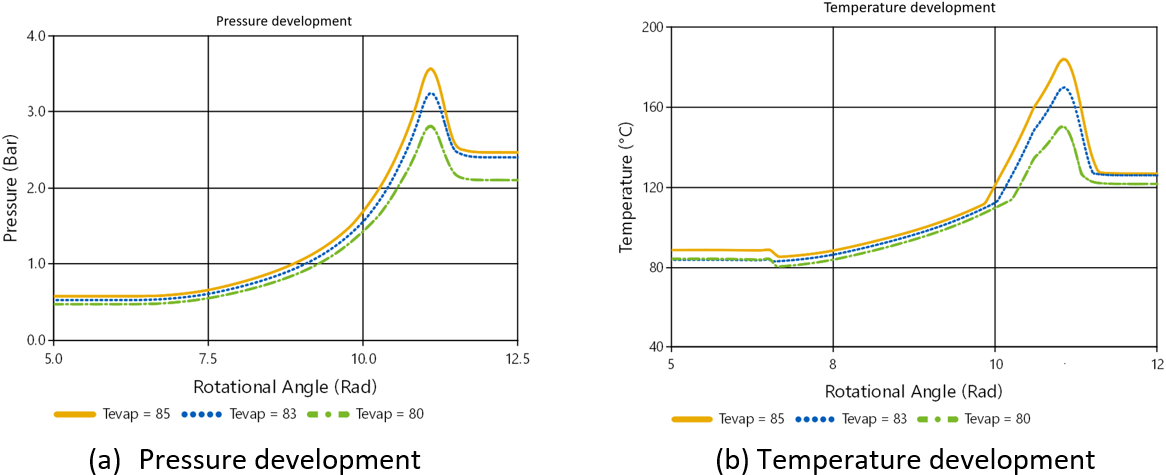 Pressure development
4.0
3.0
2.0
1.0
0.0
Pressure (Bar)
5.0 7.5 10.0 12.5
Rotational Angle (Rad)
Tevap = 85 Tevap = 83 Tevap = 80
(a) Pressure development
Temperature development
200
160
120
80
40
Temperature (°C)
5 8 10 12
Rotational Angle (Rad)
Tevap = 85 Tevap = 83 Tevap = 80
(b) Temperature development